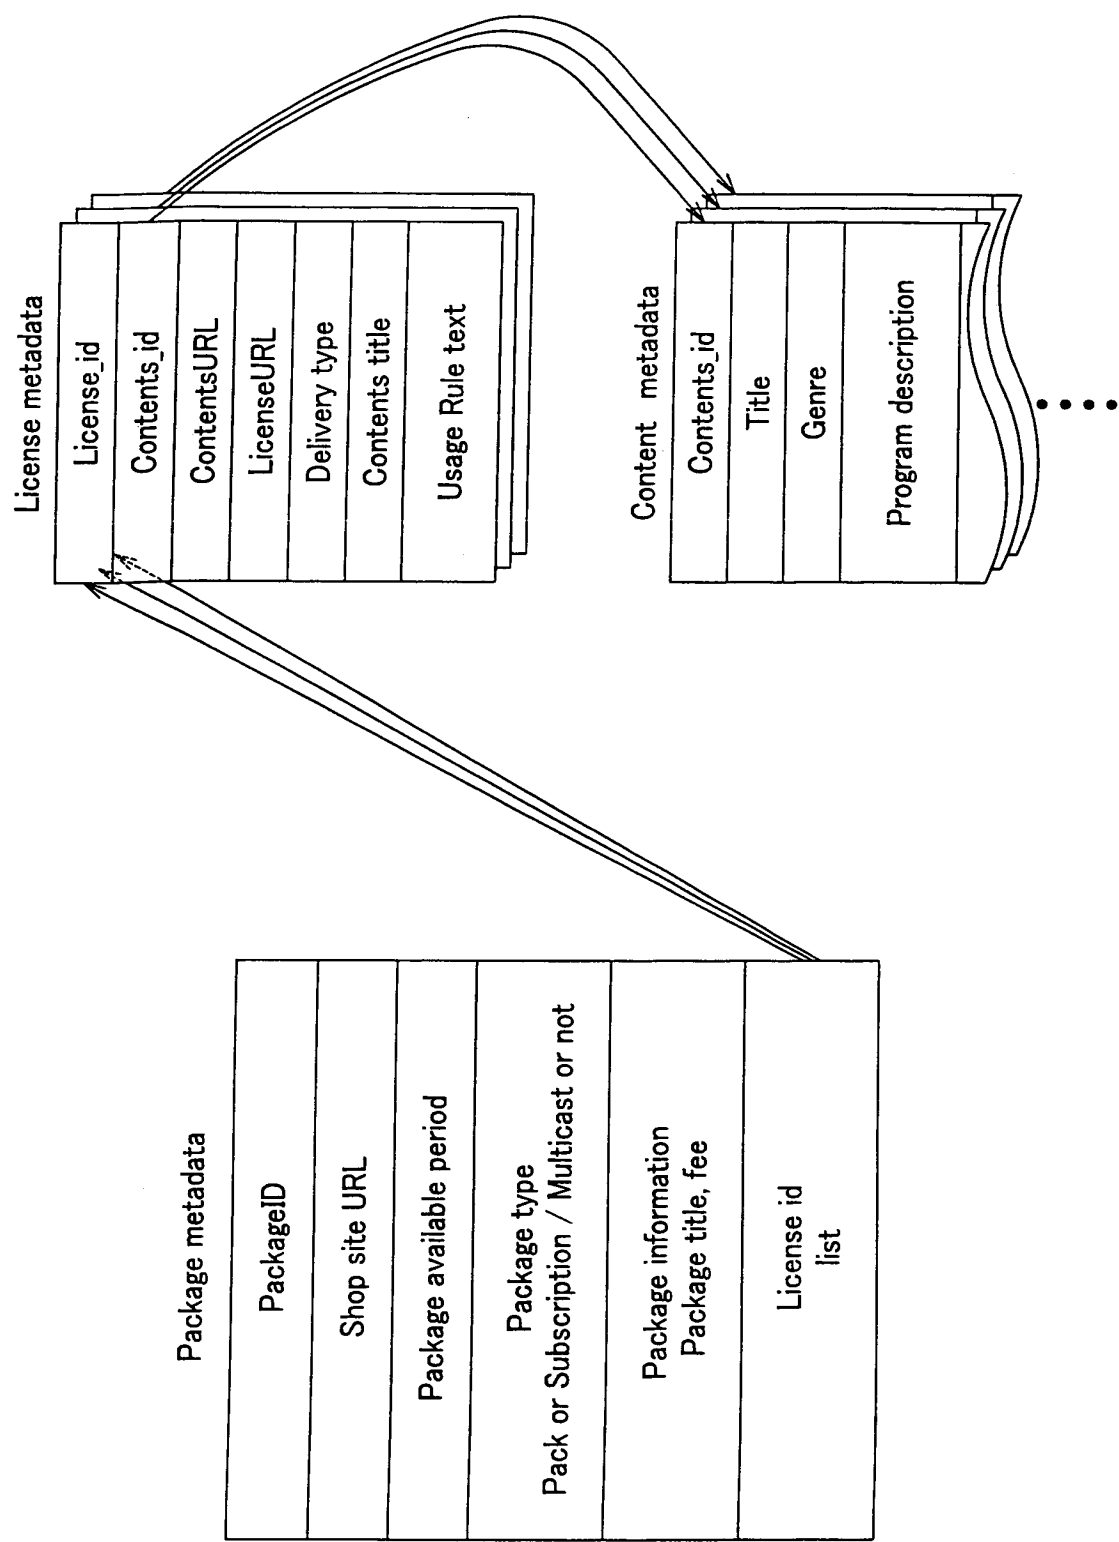 Package metadata
PackageID
Shop site URL
Package available period
Package type
Pack or Subscription / Multicast or not
Package information
Package title, fee
License id
list
License metadata
License_id
Contents_id
ContentsURL
LicenseURL
Delivery type
Contents title
Usage Rule text
Content metadata
Contents_id
Title
Genre
Program description